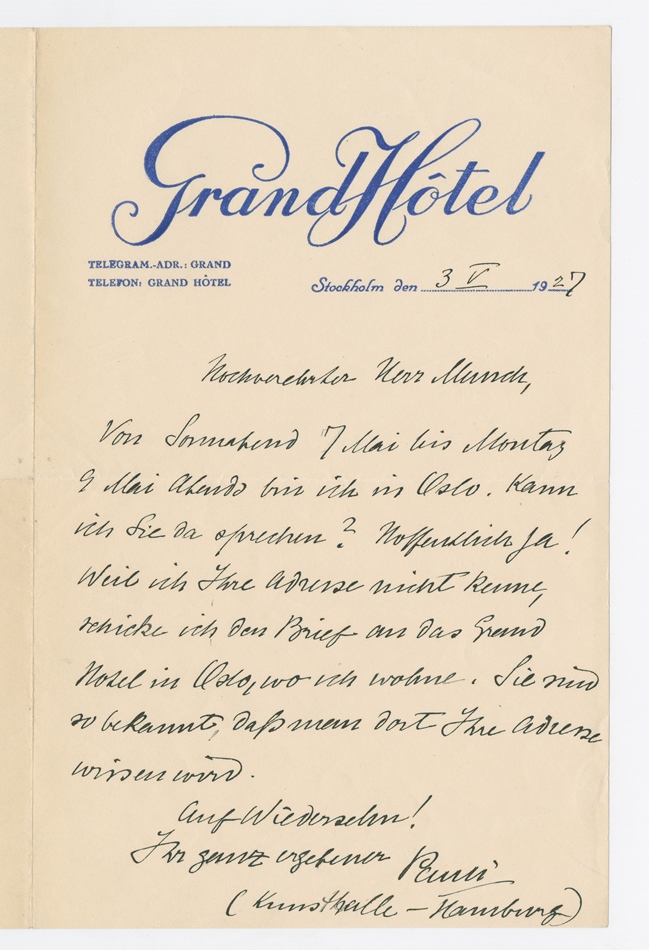 Grand Hôtel
TELEGRAM.-ADR.: GRAND
TELEFON: GRAND HÔTEL
Stockholm den 3 V 1927
Hochverehrter Herr Munch,
Von Sonnabend 7 Mai bis Montag
9 Mai Abends bin ich in Oslo. Kann
ich Sie da sprechen? Hoffentlich Ja!
Weil ich Ihre Adresse nicht kenne,
schicke ich den Brief an das Grand
Hotel in Oslo, wo ich wohne. Sie sind
so bekannt, daß man dort Ihre Adresse
wissen wird.
Auf Wiedersehn!
Ihr ganz ergebener Pauli
(Kunsthalle – Hamburg)